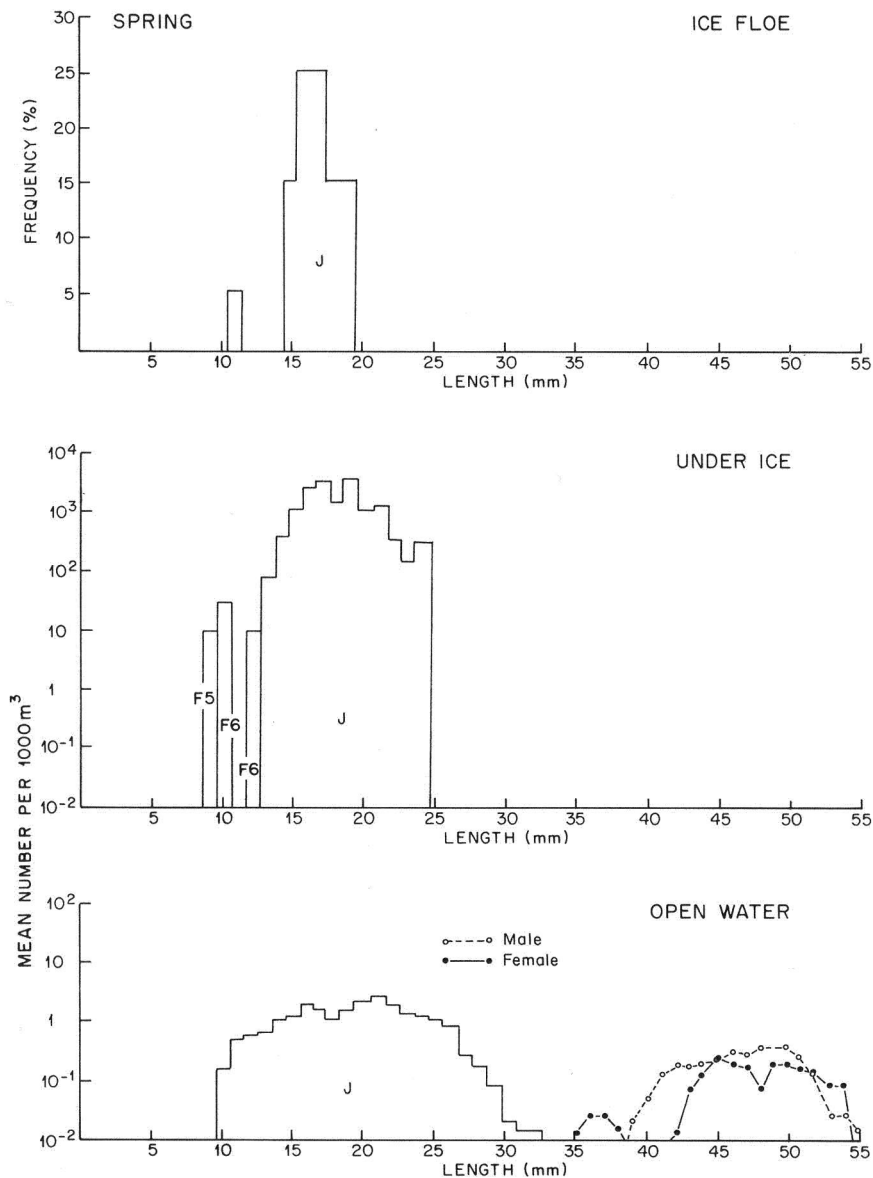 SPRING
ICE FLOE
FREQUENCY (%)
30
25
20
15
10
5
5 10 15 20 25 30 35 40 45 50 55
LENGTH (mm)
J
UNDER ICE
MEAN NUMBER PER 1000m³
10⁴
10³
10²
10
1
10⁻¹
10⁻²
F5
F6
F6
J
5 10 15 20 25 30 35 40 45 50 55
LENGTH (mm)
OPEN WATER
Male
Female
10²
10
1
10⁻¹
10⁻²
J
5 10 15 20 25 30 35 40 45 50 55
LENGTH (mm)